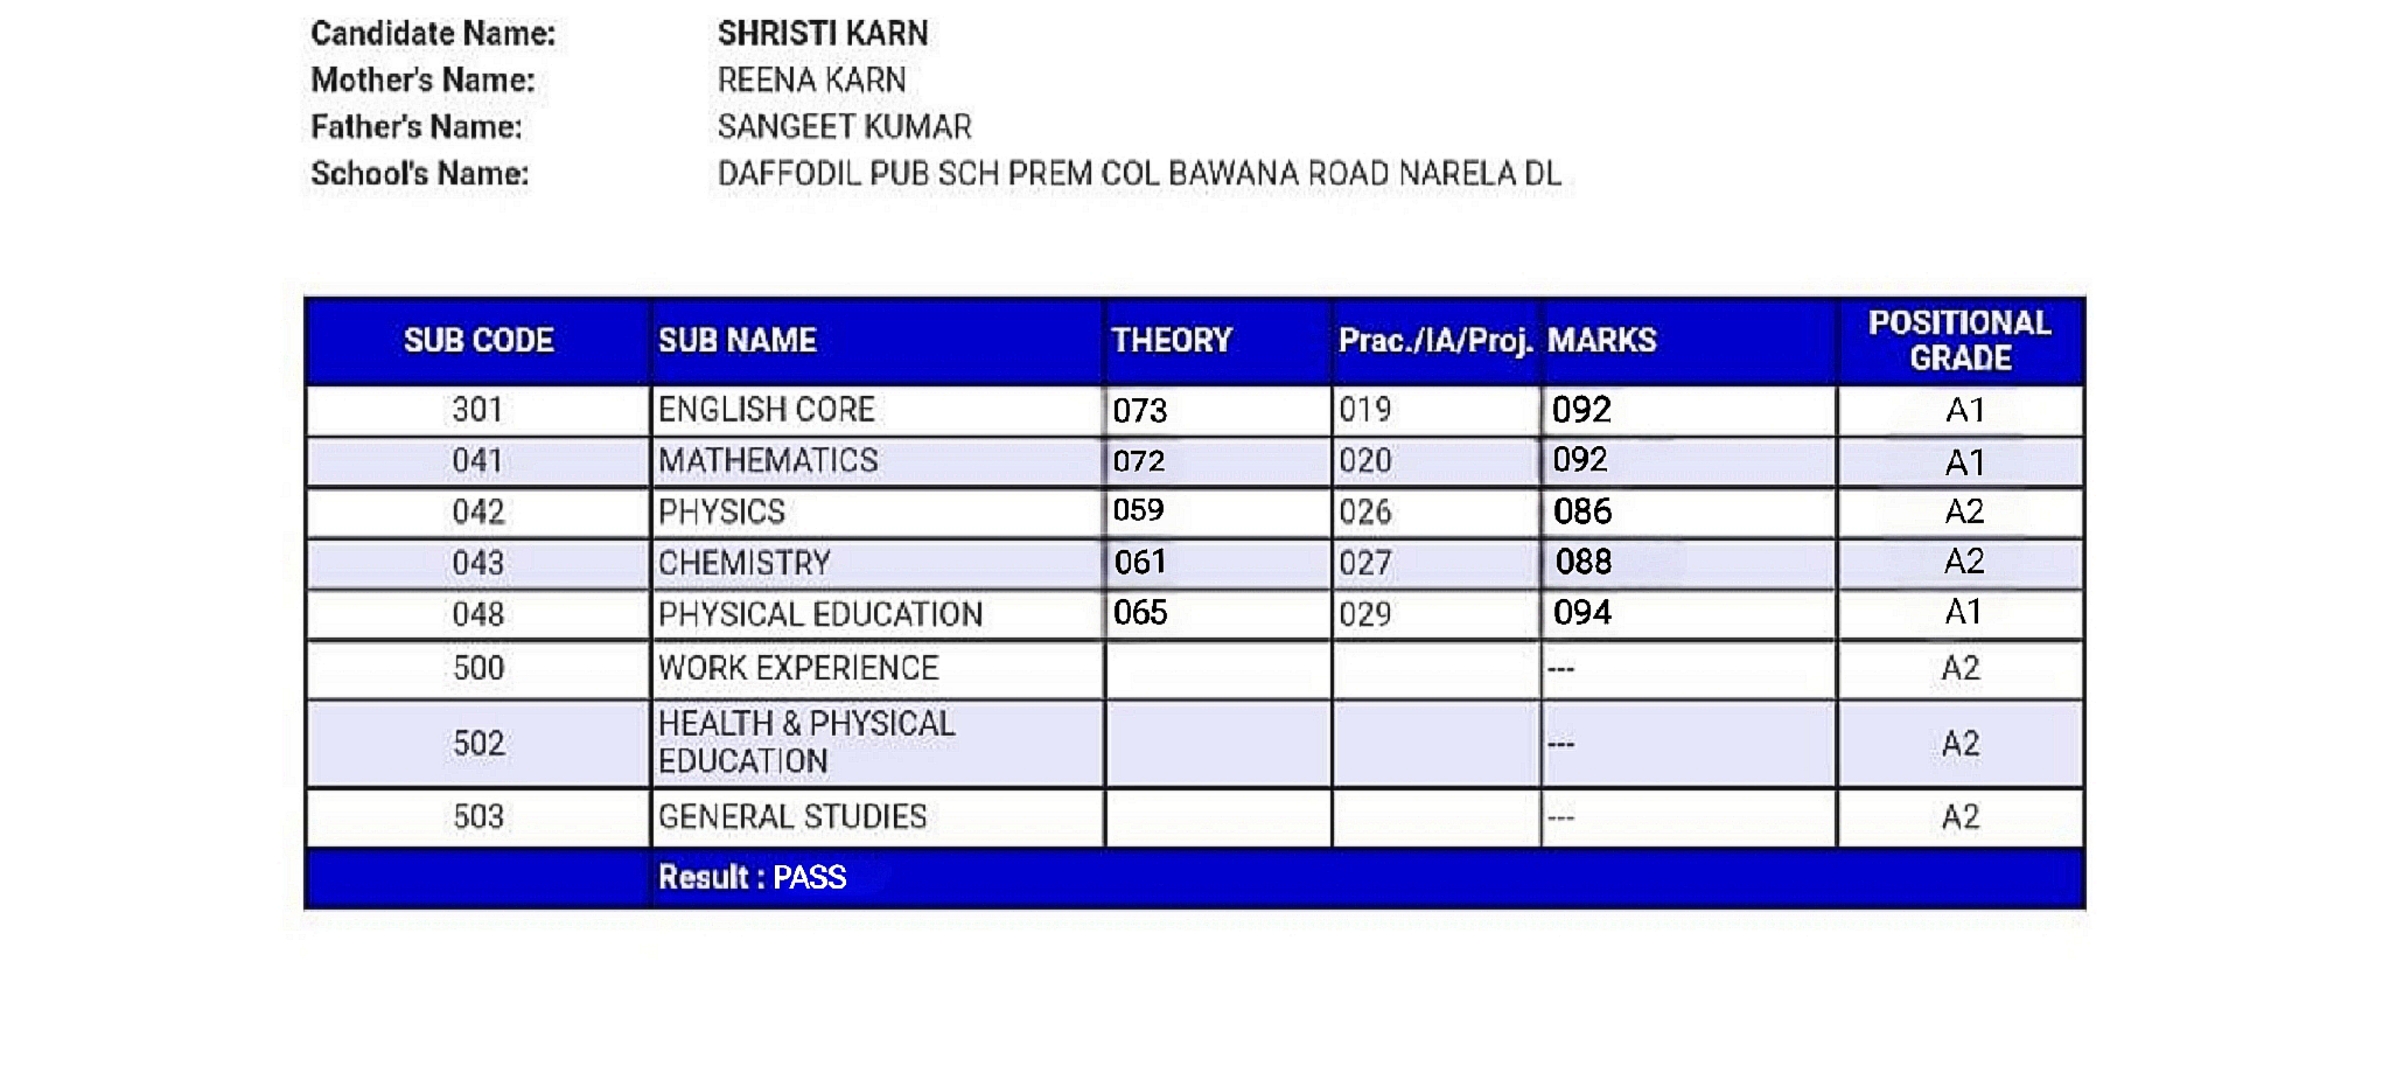 Candidate Name: SHRISTI KARN
Mother's Name: REENA KARN
Father's Name: SANGEET KUMAR
School's Name: DAFFODIL PUB SCH PREM COL BAWANA ROAD NARELA DL
SUB CODE SUB NAME THEORY Prac./IA/Proj. MARKS POSITIONAL GRADE
301 ENGLISH CORE 073 019 092 A1
041 MATHEMATICS 072 020 092 A1
042 PHYSICS 059 026 086 A2
043 CHEMISTRY 061 027 088 A2
048 PHYSICAL EDUCATION 065 029 094 A1
500 WORK EXPERIENCE --- A2
502 HEALTH & PHYSICAL EDUCATION --- A2
503 GENERAL STUDIES --- A2
Result : PASS